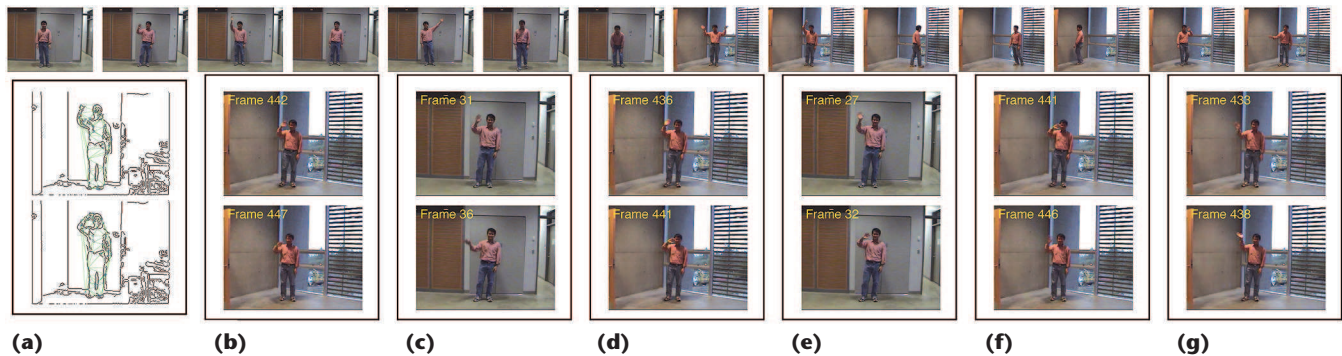 Frame 442
Frame 31
Frame 436
Frame 27
Frame 441
Frame 433
Frame 447
Frame 36
Frame 441
Frame 32
Frame 446
Frame 438
(a)
(b)
(c)
(d)
(e)
(f)
(g)